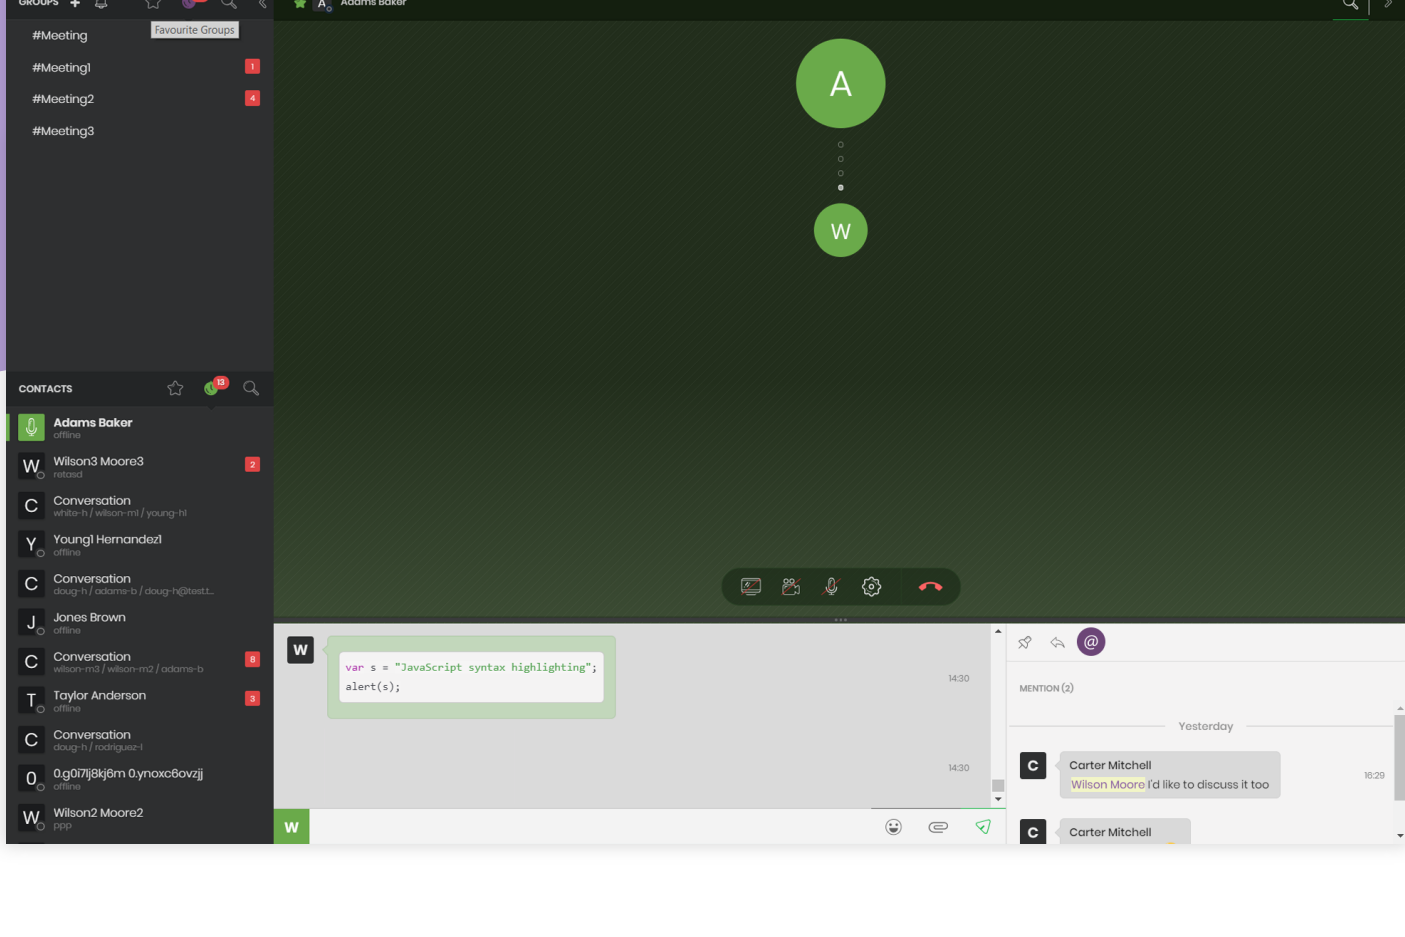 GROUPS
A
Adams Baker
Favourite Groups
#Meeting
#Meeting1
1
#Meeting2
4
#Meeting3
A
W
CONTACTS
13
Adams Baker
offline
W
Wilson3 Moore3
retasd
2
C
Conversation
white-h / wilson-m1 / young-h1
Y
Young1 Hernandez1
offline
C
Conversation
doug-h / adams-b / doug-h@test.t...
J
Jones Brown
offline
C
Conversation
wilson-m3 / wilson-m2 / adams-b
8
T
Taylor Anderson
offline
3
C
Conversation
doug-h / rodriguez-l
0
0.g0i7lj8kj6m 0.ynoxc6ovzjj
offline
W
Wilson2 Moore2
ppp
W
var s = "JavaScript syntax highlighting";
alert(s);
14:30
14:30
W
@
MENTION (2)
Yesterday
C
Carter Mitchell
Wilson Moore I'd like to discuss it too
16:29
C
Carter Mitchell